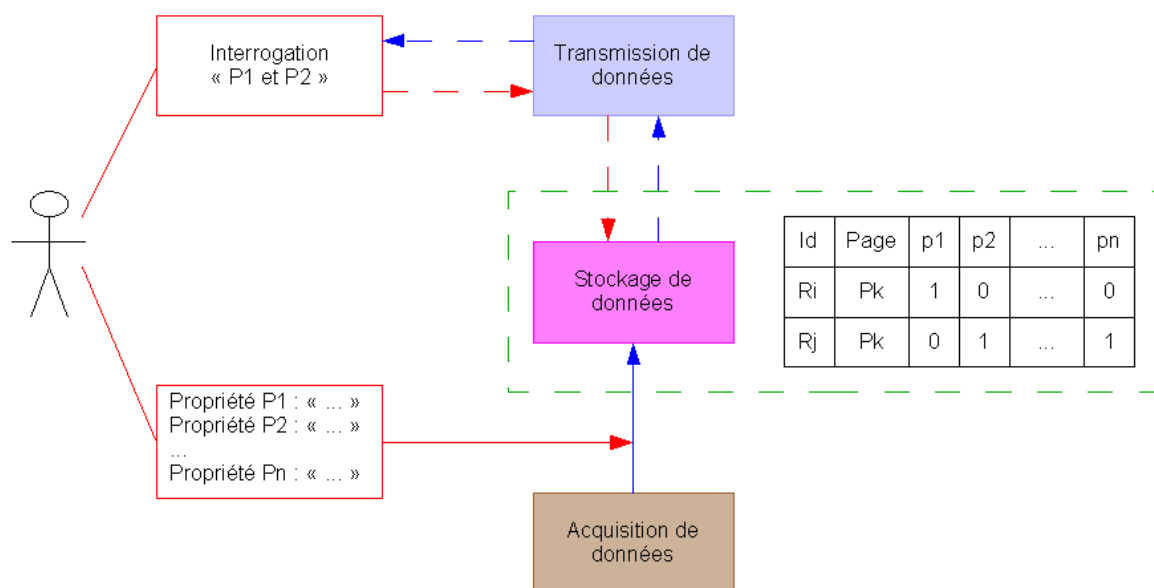 Interrogation
« P1 et P2 »
Transmission de
données
Stockage de
données
Id Page p1 p2 ... pn
Ri Pk 1 0 ... 0
Rj Pk 0 1 ... 1
Propriété P1 : « ... »
Propriété P2 : « ... »
...
Propriété Pn : « ... »
Acquisition de
données